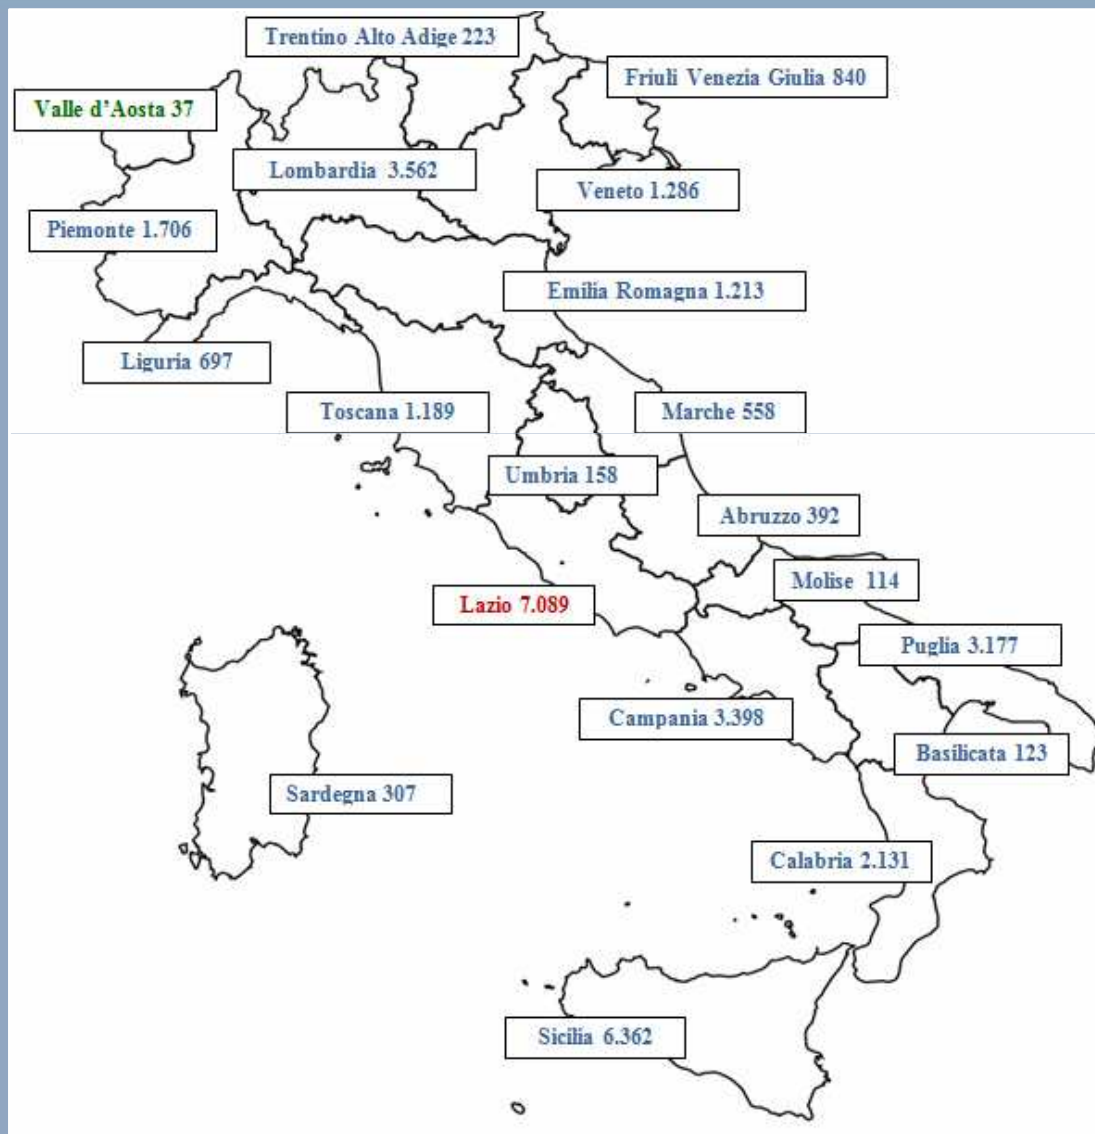 Trentino Alto Adige 223
Friuli Venezia Giulia 840
Valle d'Aosta 37
Lombardia 3.562
Veneto 1.286
Piemonte 1.706
Emilia Romagna 1.213
Liguria 697
Toscana 1.189
Marche 558
Umbria 158
Abruzzo 392
Molise 114
Lazio 7.089
Puglia 3.177
Campania 3.398
Basilicata 123
Sardegna 307
Calabria 2.131
Sicilia 6.362